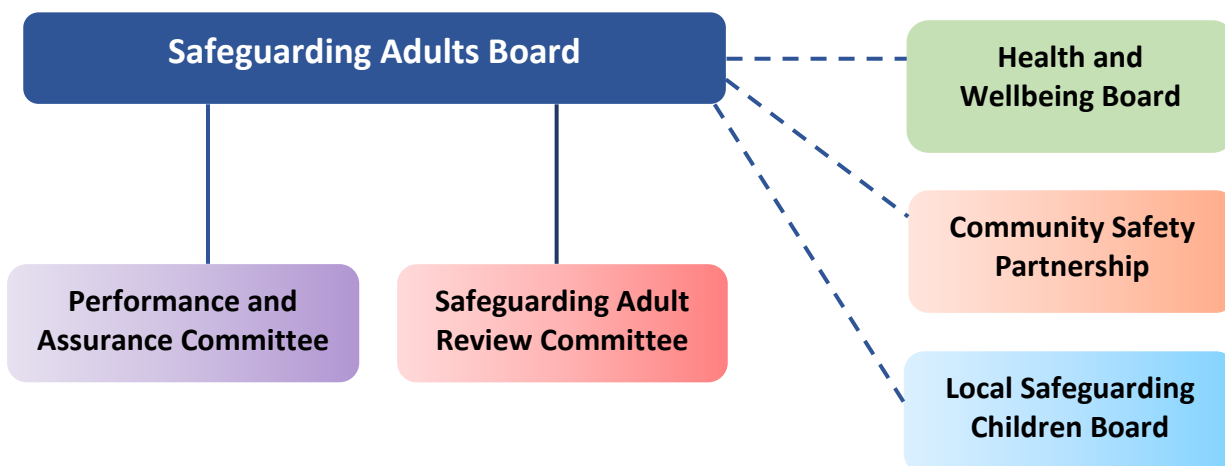 Safeguarding Adults Board
Health and
Wellbeing Board
Community Safety
Partnership
Performance and
Assurance Committee
Safeguarding Adult
Review Committee
Local Safeguarding
Children Board